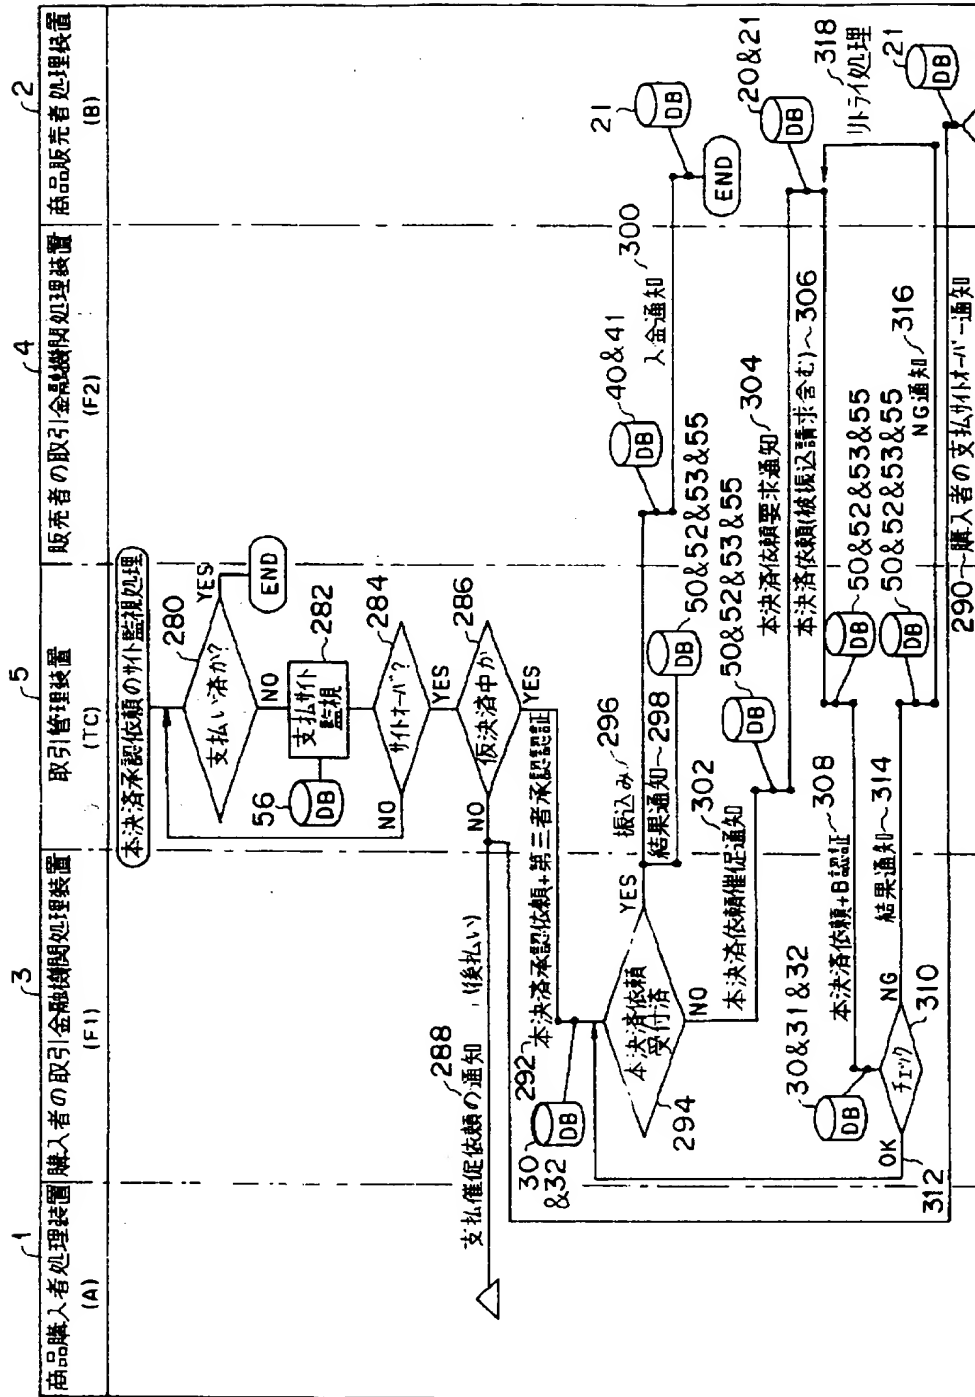 1
商品購入者処理装置
(A)
3
購入者の取引金融機関処理装置
(F1)
5
取引管理装置
(TC)
4
販売者の取引金融機関処理装置
(F2)
2
商品販売者処理装置
(B)
本決済承認依頼のサイト監視処理
280
支払い済か?
YES
END
NO
282
支払サイト
監視
56
DB
284
サイトオーバ?
NO
YES
286
仮決済中か
NO
YES
288
支払催促依頼の通知 (後払い)
292
本決済承認依頼+第三者承認認証
30
&32
DB
本決済依頼
受付済
294
YES
NO
振込み
296
結果通知~298
DB
50&52&53&55
DB
40&41
入金通知
300
DB
21
END
本決済依頼催促通知
302
DB
50&52&53&55
本決済依頼要求通知
304
本決済依頼(被振込請求含む)~306
DB
20&21
318
リトライ処理
DB
50&52&53&55
本決済依頼+B認証
308
30&31&32
DB
チェック
310
OK
312
NG
結果通知~314
DB
50&52&53&55
NG通知
316
290~購入者の支払サイトオーバー通知
21
DB